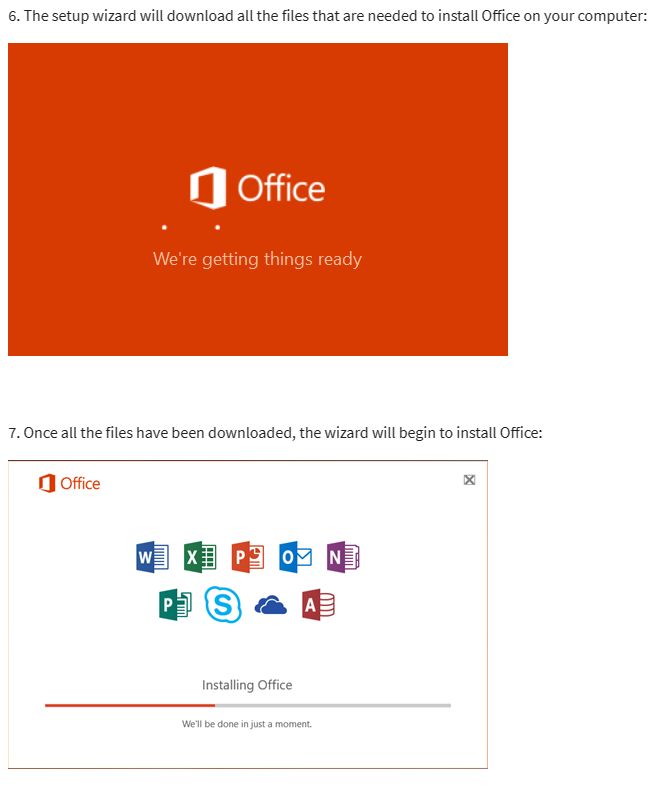 6. The setup wizard will download all the files that are needed to install Office on your computer:
Office
We're getting things ready
7. Once all the files have been downloaded, the wizard will begin to install Office:
Office
W X P O N
P S A
Installing Office
We'll be done in just a moment.